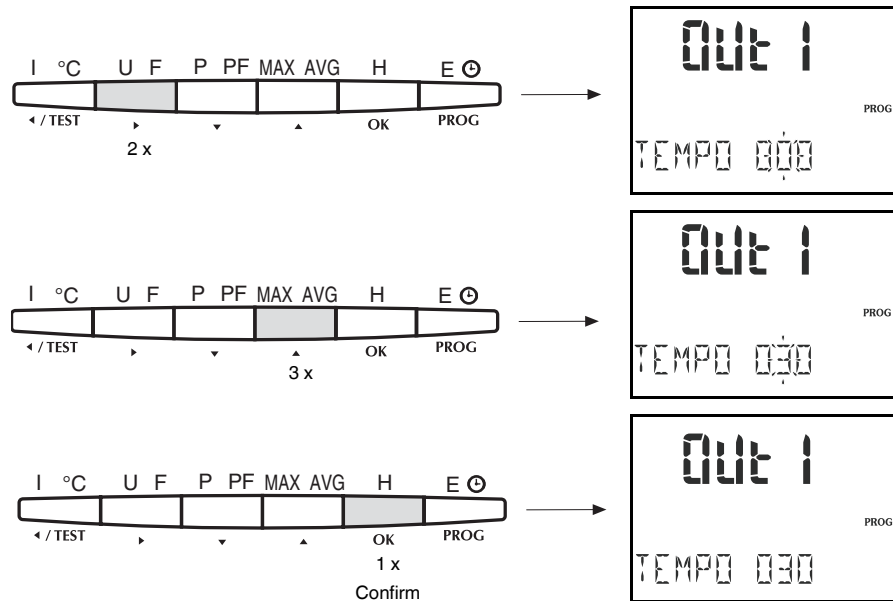 OUt 1
I °C U F P PF MAX AVG H E
PROG
/ TEST OK PROG
2 x
TEMPO 000
OUt 1
I °C U F P PF MAX AVG H E
PROG
/ TEST OK PROG
3 x
TEMPO 030
OUt 1
I °C U F P PF MAX AVG H E
PROG
/ TEST OK PROG
1 x
TEMPO 030
Confirm